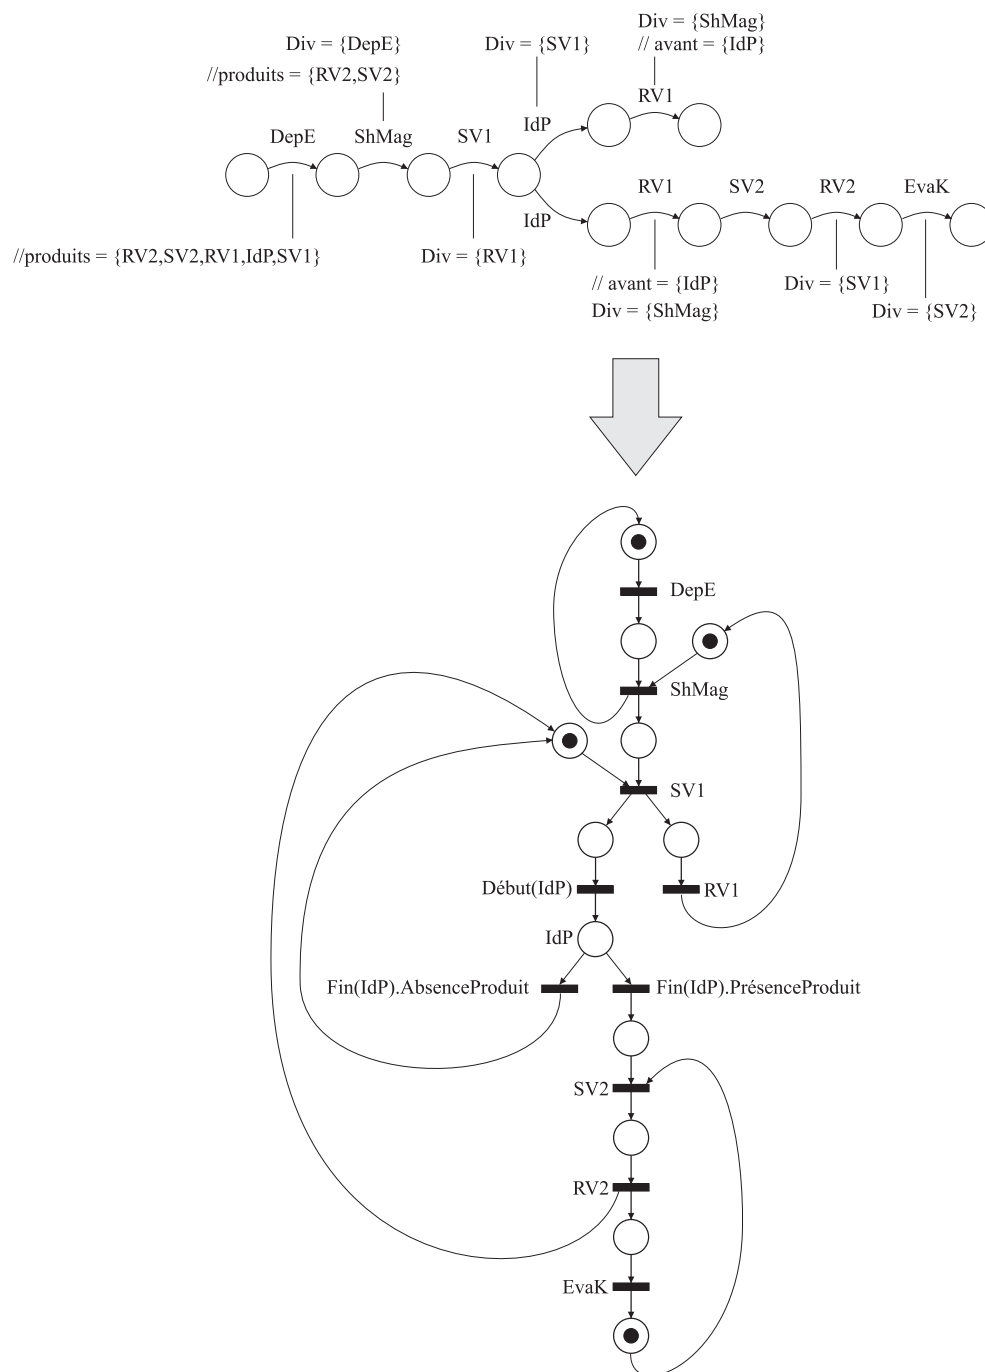 Div = {ShMag}
Div = {DepE}
Div = {SV1}
// avant = {IdP}
//produits = {RV2,SV2}
RV1
IdP
DepE
ShMag
SV1
RV1
SV2
RV2
EvaK
IdP
//produits = {RV2,SV2,RV1,IdP,SV1}
Div = {RV1}
// avant = {IdP}
Div = {SV1}
Div = {ShMag}
Div = {SV2}
DepE
ShMag
SV1
Début(IdP)
RV1
IdP
Fin(IdP).AbsenceProduit
Fin(IdP).PrésenceProduit
SV2
RV2
EvaK